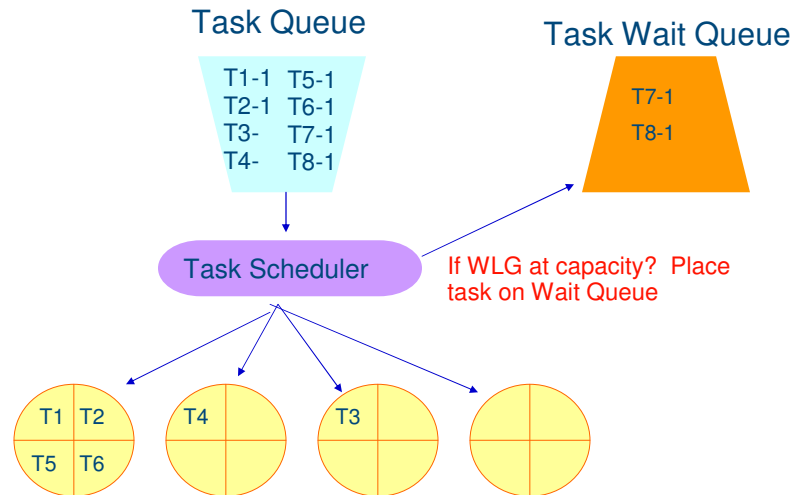 Task Queue
Task Wait Queue
T1-1 T5-1
T2-1 T6-1
T3- T7-1
T4- T8-1
T7-1
T8-1
Task Scheduler
If WLG at capacity? Place
task on Wait Queue
T1 T2
T5 T6
T4
T3